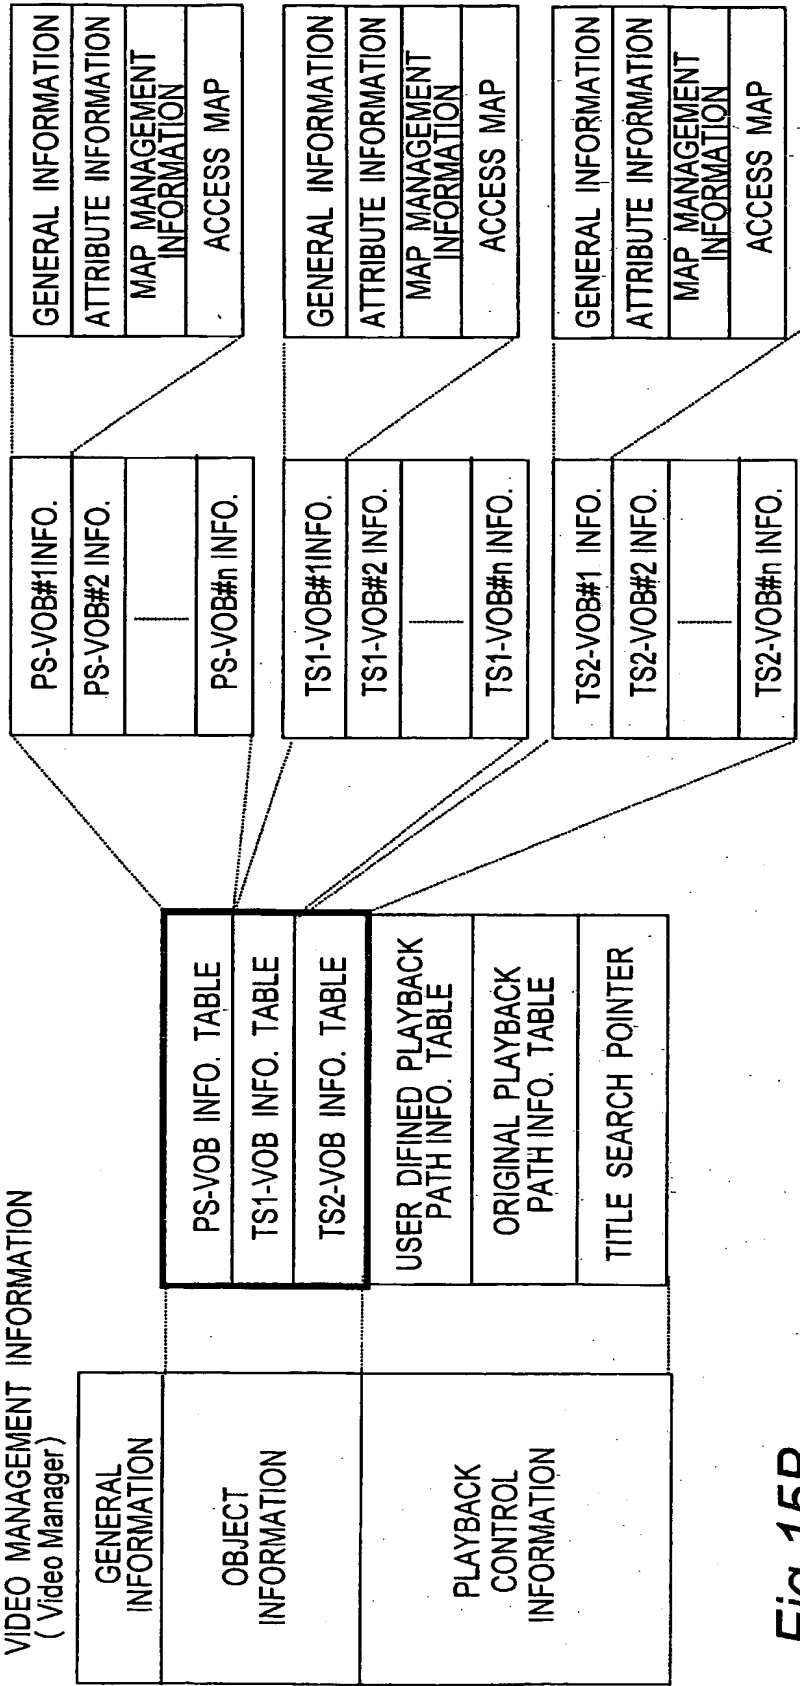 VIDEO MANAGEMENT INFORMATION
( Video Manager )
GENERAL
INFORMATION
OBJECT
INFORMATION
PLAYBACK
CONTROL
INFORMATION
PS-VOB INFO. TABLE
TS1-VOB INFO. TABLE
TS2-VOB INFO. TABLE
USER DIFINED PLAYBACK
PATH INFO. TABLE
ORIGINAL PLAYBACK
PATH INFO. TABLE
TITLE SEARCH POINTER
PS-VOB#1INFO.
PS-VOB#2 INFO.
PS-VOB#n INFO.
TS1-VOB#1INFO.
TS1-VOB#2 INFO.
TS1-VOB#n INFO.
TS2-VOB#1 INFO.
TS2-VOB#2 INFO.
TS2-VOB#n INFO.
GENERAL INFORMATION
ATTRIBUTE INFORMATION
MAP MANAGEMENT
INFORMATION
ACCESS MAP
GENERAL INFORMATION
ATTRIBUTE INFORMATION
MAP MANAGEMENT
INFORMATION
ACCESS MAP
GENERAL INFORMATION
ATTRIBUTE INFORMATION
MAP MANAGEMENT
INFORMATION
ACCESS MAP
Fig.15B